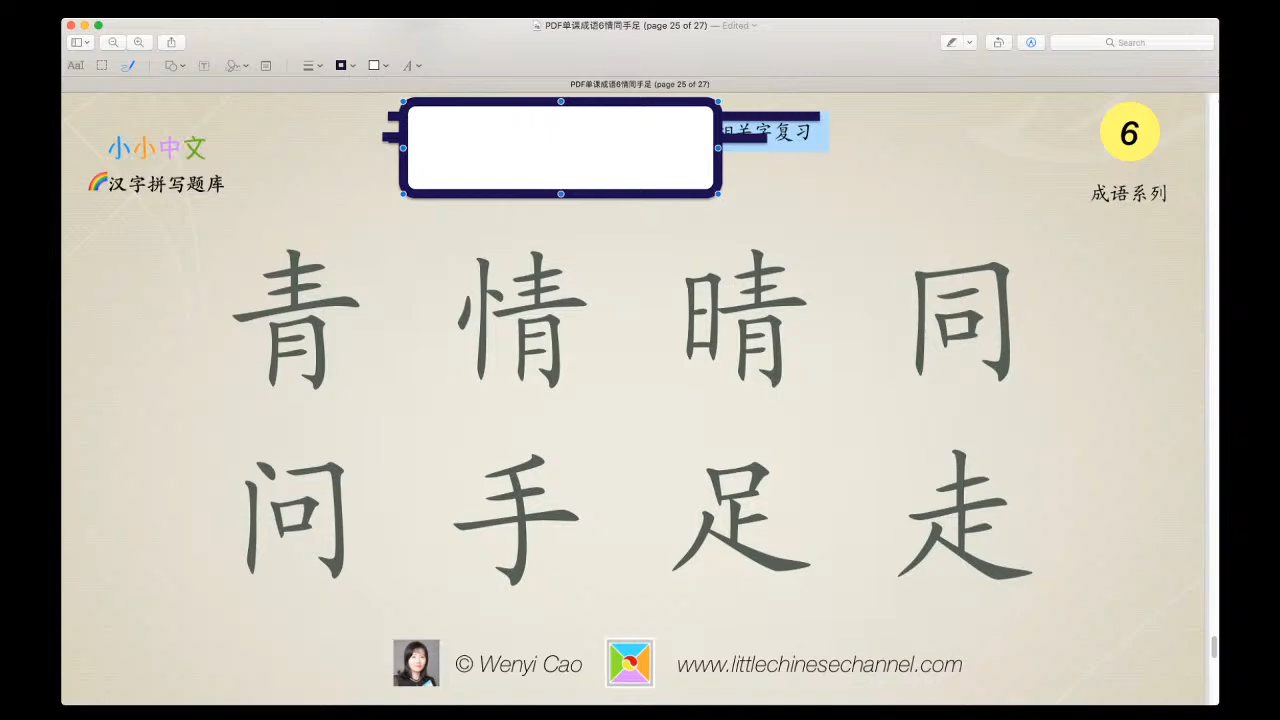 PDF单课成语6情同手足 (page 25 of 27) — Edited
Search
AaI
T
A
PDF单课成语6情同手足 (page 25 of 27)
相关字复习
小小中文
汉字拼写题库
6
成语系列
青 情 晴 同
问 手 足 走
© Wenyi Cao
www.littlechinesechannel.com